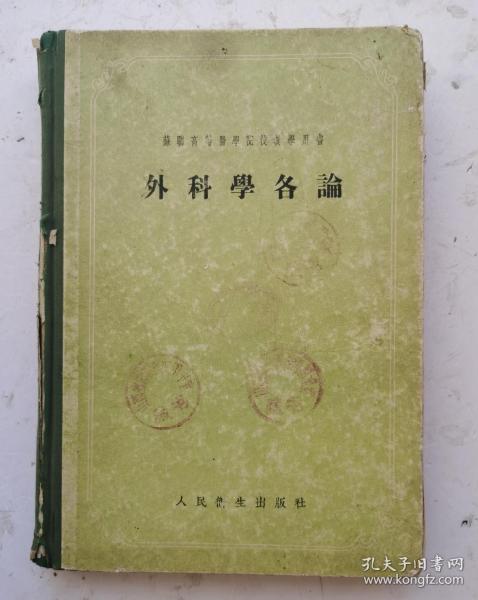 蘇聯高等醫學院校教學用書
外科學各論
人民衞生出版社
孔夫子旧书网
www.kongfz.com